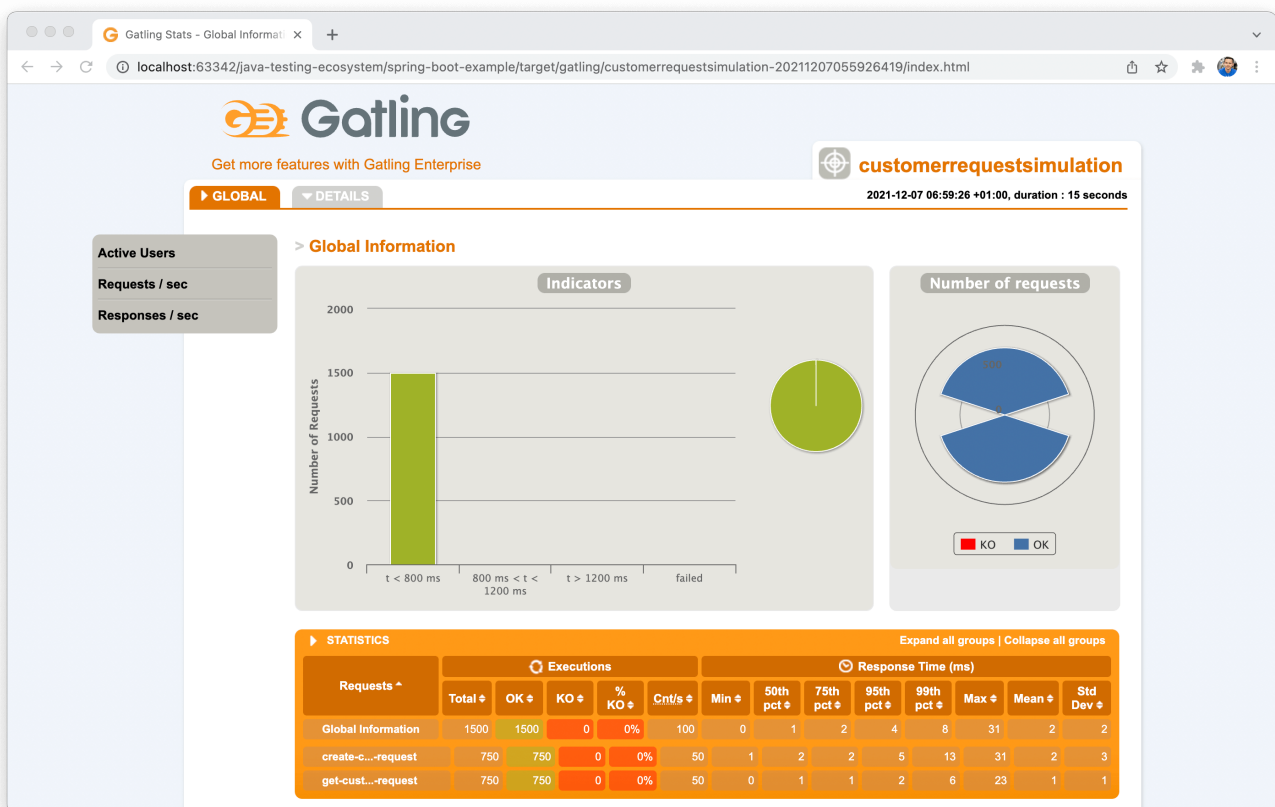 Gatling Stats - Global Informati
localhost:63342/java-testing-ecosystem/spring-boot-example/target/gatling/customerrequestsimulation-20211207055926419/index.html
Gatling
Get more features with Gatling Enterprise
customerrequestsimulation
GLOBAL DETAILS
2021-12-07 06:59:26 +01:00, duration : 15 seconds
Active Users
Requests / sec
Responses / sec
> Global Information
Indicators
Number of Requests
2000
1500
1000
500
0
t < 800 ms
800 ms < t <
1200 ms
t > 1200 ms
failed
Number of requests
KO OK
STATISTICS Expand all groups | Collapse all groups
Requests Executions Response Time (ms)
Total OK KO % KO Cnt/s Min 50th pct 75th pct 95th pct 99th pct Max Mean Std Dev
Global Information 1500 1500 0 0% 100 0 1 2 4 8 31 2 2
create-c...-request 750 750 0 0% 50 1 2 2 5 13 31 2 3
get-cust...-request 750 750 0 0% 50 0 1 1 2 6 23 1 1